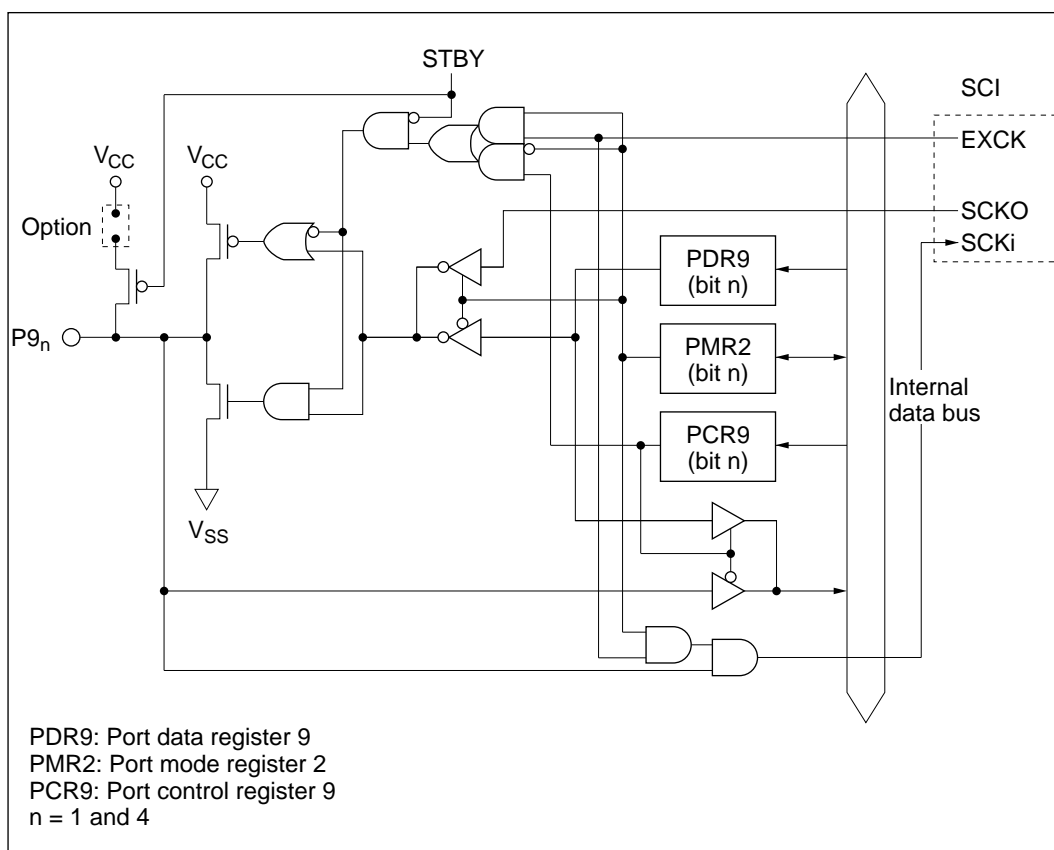 STBY
SCI
EXCK
VCC
VCC
Option
SCKO
SCKi
PDR9
(bit n)
P9n
PMR2
(bit n)
Internal
data bus
PCR9
(bit n)
VSS
PDR9: Port data register 9
PMR2: Port mode register 2
PCR9: Port control register 9
n = 1 and 4